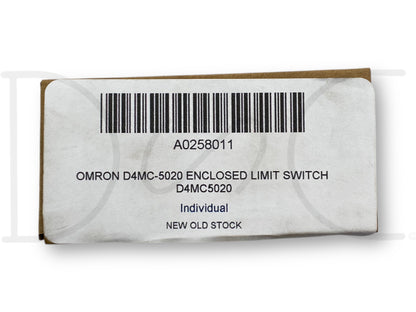 A0258011
OMRON D4MC-5020 ENCLOSED LIMIT SWITCH
D4MC5020
Individual
NEW OLD STOCK